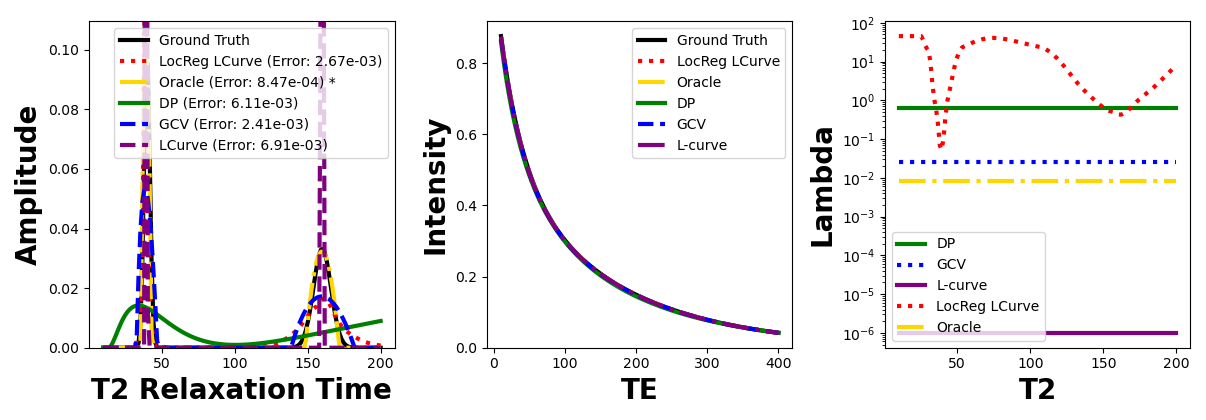 Amplitude
0.10
0.08
0.06
0.04
0.02
0.00
Ground Truth
LocReg LCurve (Error: 2.67e-03)
Oracle (Error: 8.47e-04) *
DP (Error: 6.11e-03)
GCV (Error: 2.41e-03)
LCurve (Error: 6.91e-03)
50
100
150
200
T2 Relaxation Time
Intensity
0.8
0.6
0.4
0.2
0.0
Ground Truth
LocReg LCurve
Oracle
DP
GCV
L-curve
0
100
200
300
400
TE
Lambda
10²
10¹
10⁰
10⁻¹
10⁻²
10⁻³
10⁻⁴
10⁻⁵
10⁻⁶
DP
GCV
L-curve
LocReg LCurve
Oracle
50
100
150
200
T2